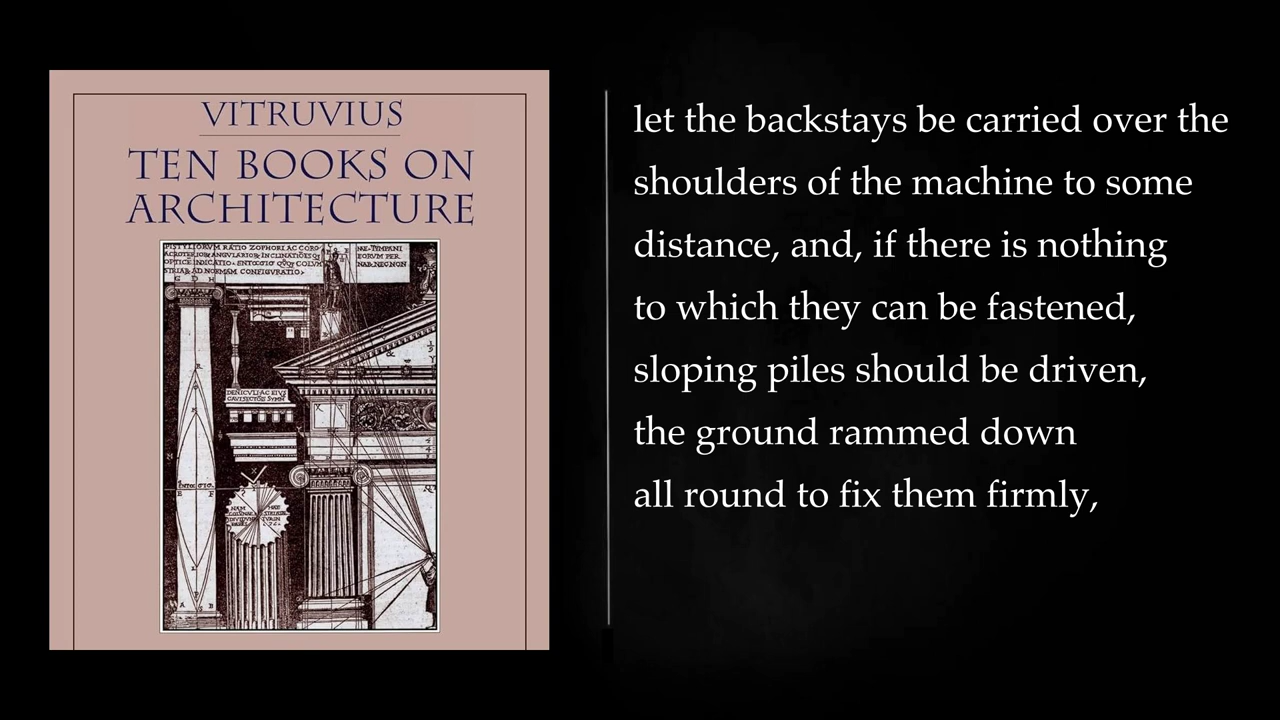 VITRUVIUS
TEN BOOKS ON
ARCHITECTURE
let the backstays be carried over the
shoulders of the machine to some
distance, and, if there is nothing
to which they can be fastened,
sloping piles should be driven,
the ground rammed down
all round to fix them firmly,